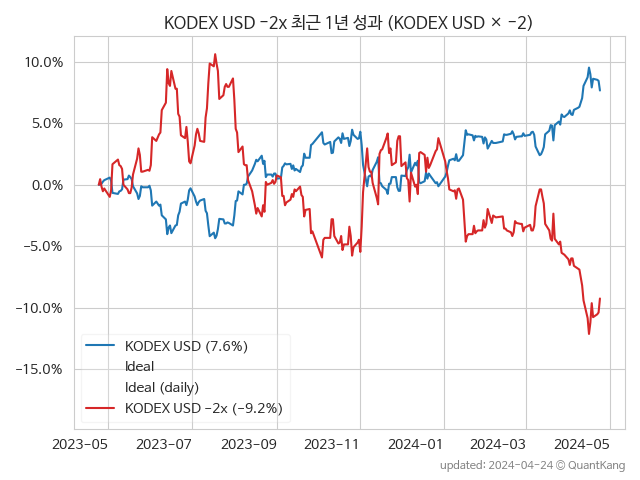 KODEX USD −2x 최근 1년 성과 (KODEX USD × −2)
10.0%
5.0%
0.0%
−5.0%
−10.0%
−15.0%
KODEX USD (7.6%)
Ideal
Ideal (daily)
KODEX USD −2x (−9.2%)
2023-05 2023-07 2023-09 2023-11 2024-01 2024-03 2024-05
updated: 2024-04-24 © QuantKang